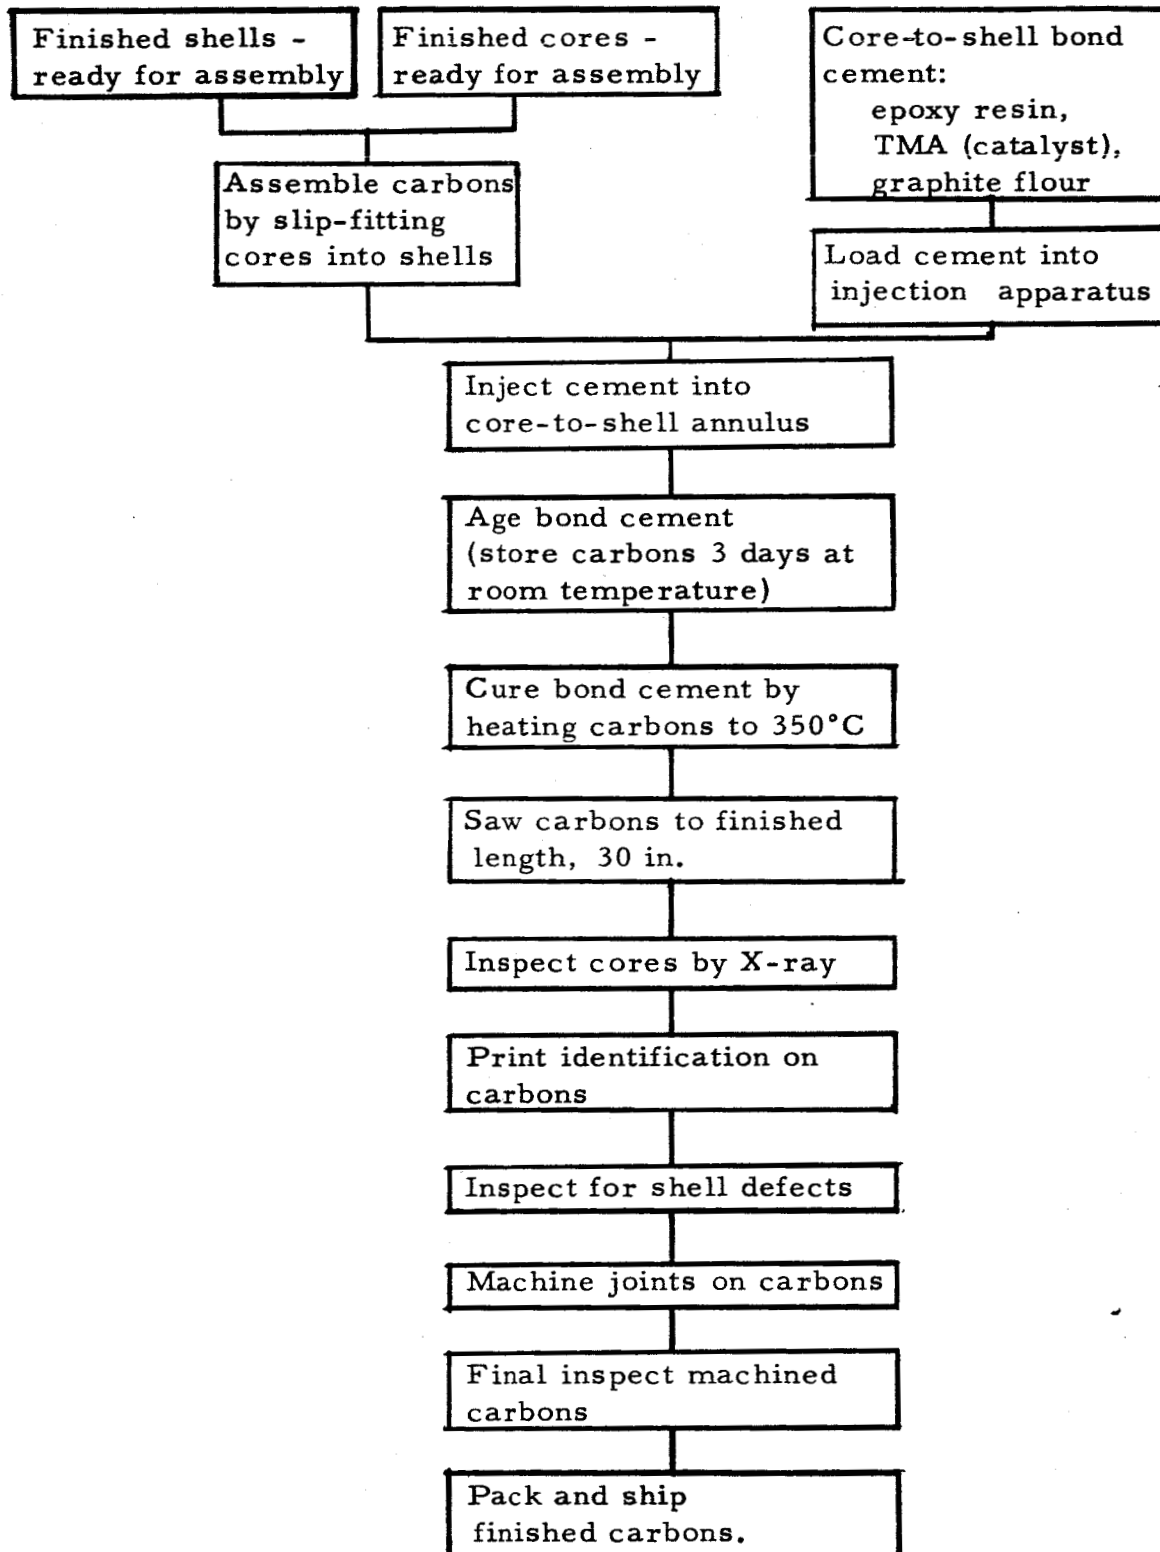 Finished shells -
ready for assembly
Finished cores -
ready for assembly
Core-to-shell bond
cement:
epoxy resin,
TMA (catalyst),
graphite flour
Assemble carbons
by slip-fitting
cores into shells
Load cement into
injection apparatus
Inject cement into
core-to-shell annulus
Age bond cement
(store carbons 3 days at
room temperature)
Cure bond cement by
heating carbons to 350°C
Saw carbons to finished
length, 30 in.
Inspect cores by X-ray
Print identification on
carbons
Inspect for shell defects
Machine joints on carbons
Final inspect machined
carbons
Pack and ship
finished carbons.